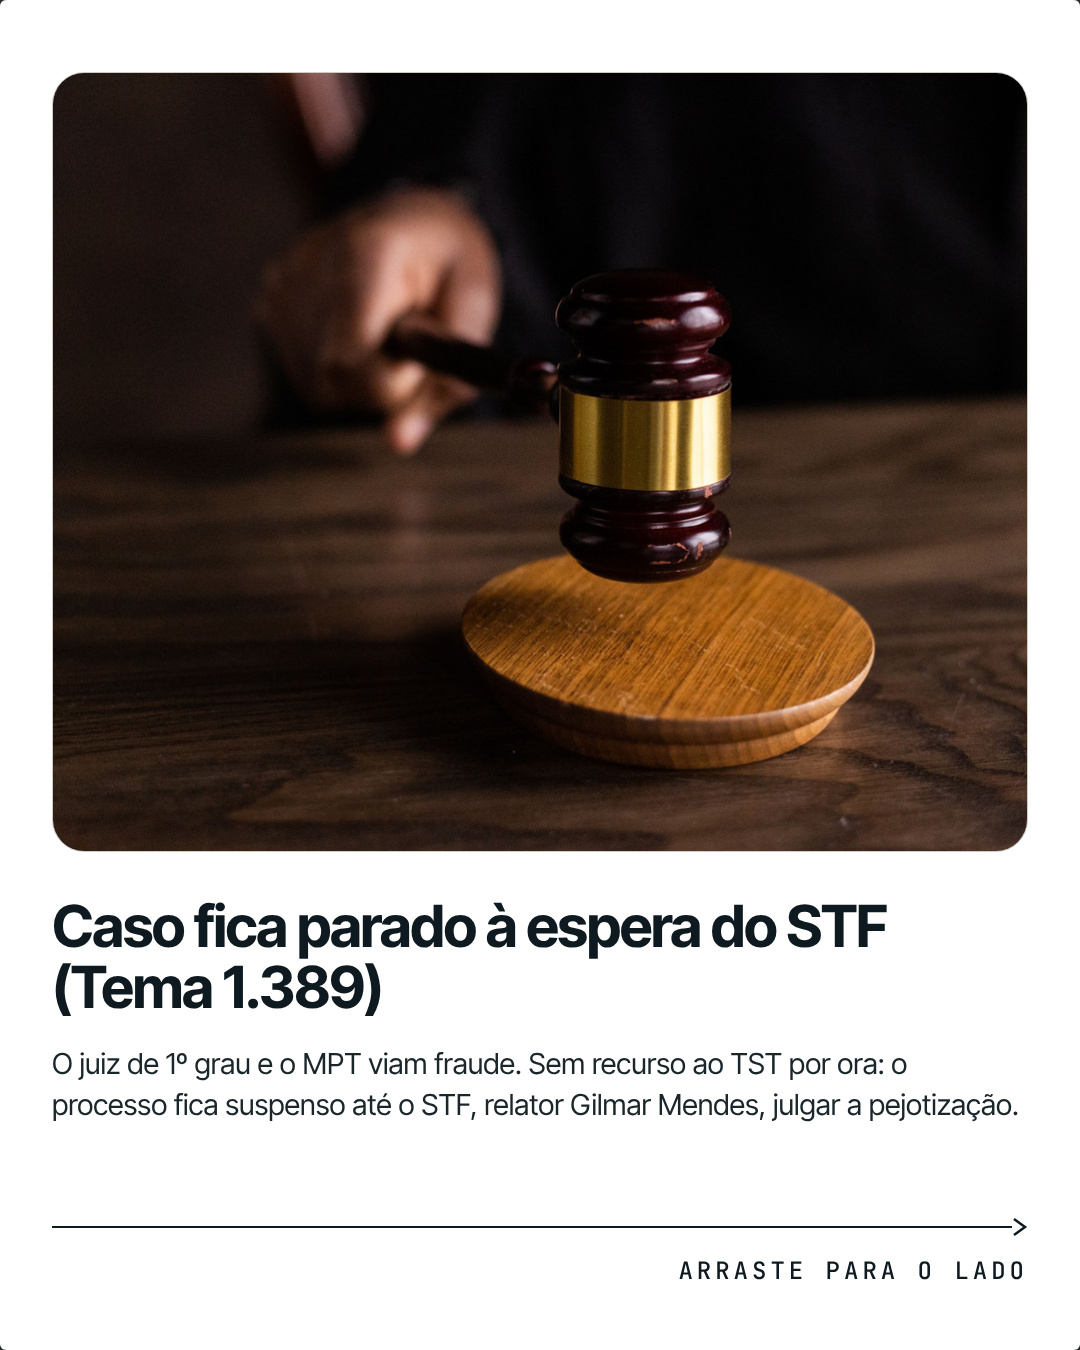 Caso fica parado à espera do STF
(Tema 1.389)
O juiz de 1º grau e o MPT viam fraude. Sem recurso ao TST por ora: o
processo fica suspenso até o STF, relator Gilmar Mendes, julgar a pejotização.
ARRASTE PARA O LADO